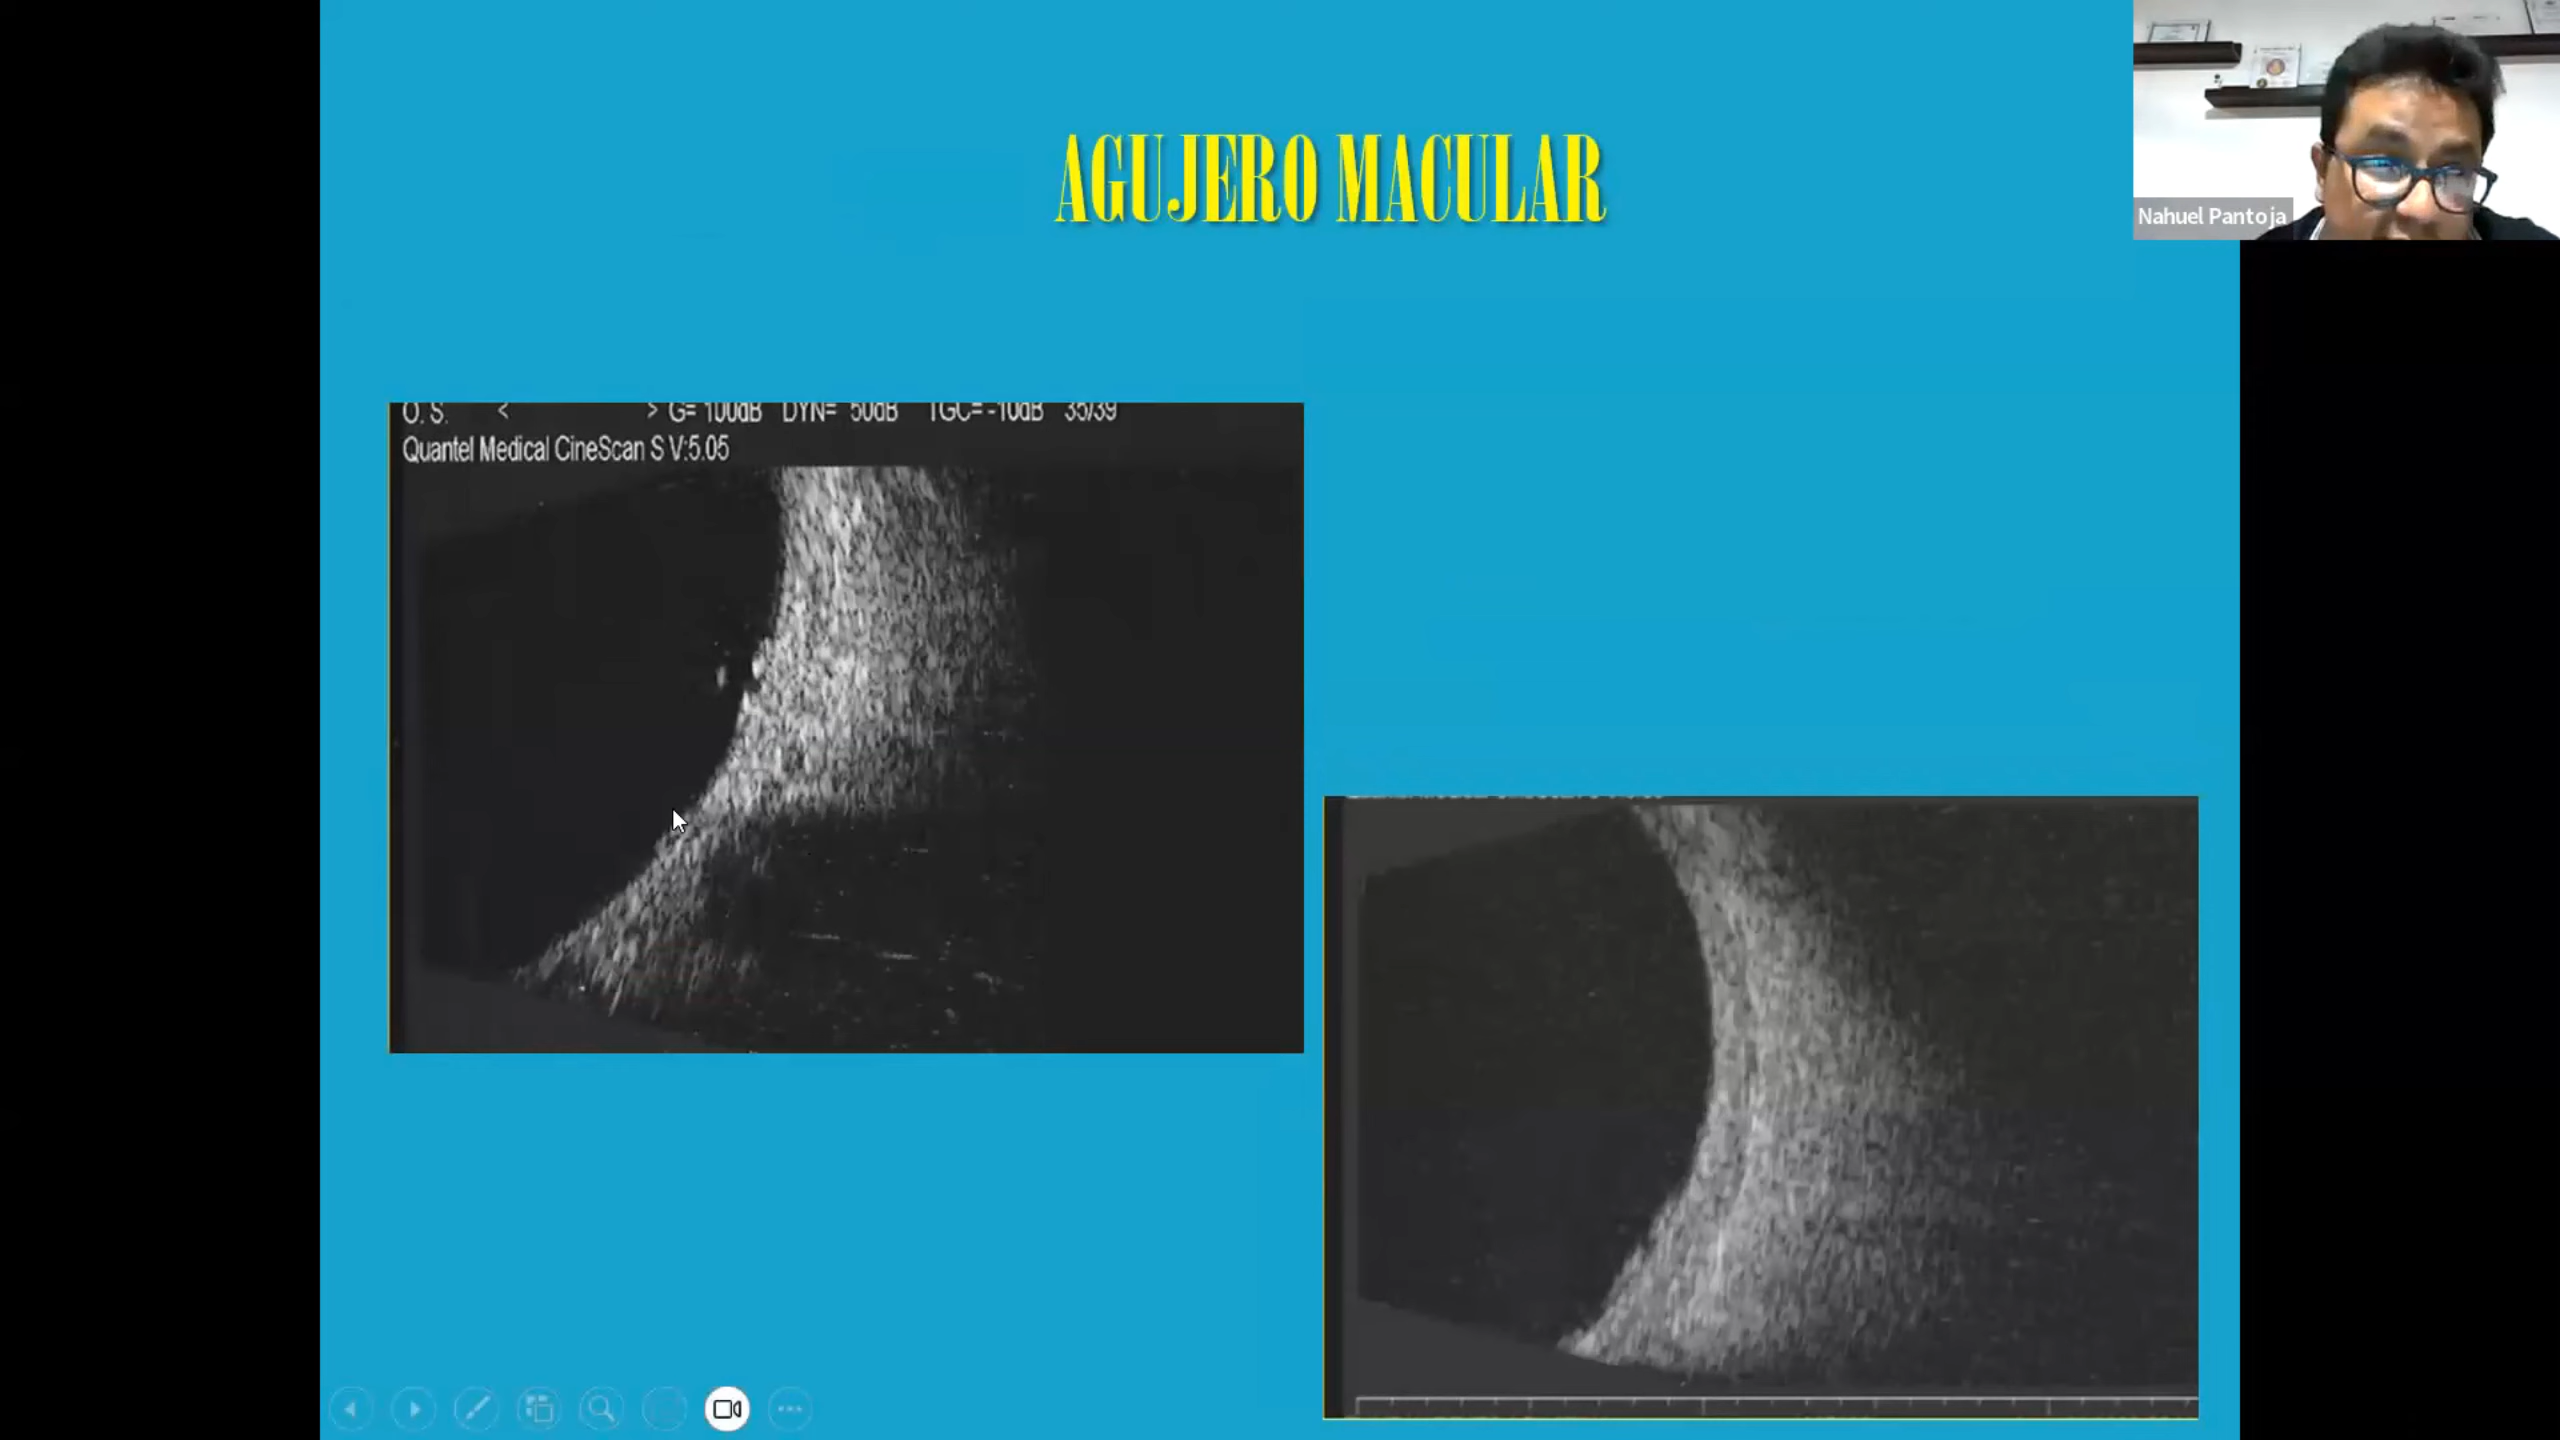 AGUJERO MACULAR
Nahuel Pantoja
O. S. < > G= 100dB DYN= 50dB TGC= -10dB 35/39
Quantel Medical CineScan S V:5.05